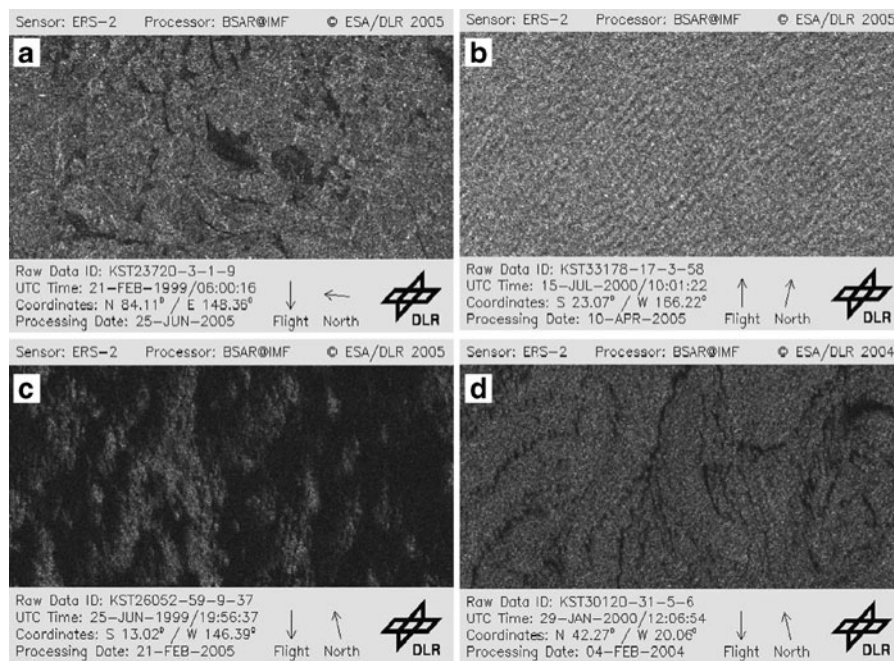 Sensor: ERS-2 Processor: BSAR@IMF © ESA/DLR 2005
a
Raw Data ID: KST23720-3-1-9
UTC Time: 21-FEB-1999/06:00:16
Coordinates: N 84.11° / E 148.36°
Processing Date: 25-JUN-2005
Flight North
DLR
Sensor: ERS-2 Processor: BSAR@IMF © ESA/DLR 2005
b
Raw Data ID: KST33178-17-3-58
UTC Time: 15-JUL-2000/10:01:22
Coordinates: S 23.07° / W 166.22°
Processing Date: 10-APR-2005
Flight North
DLR
Sensor: ERS-2 Processor: BSAR@IMF © ESA/DLR 2005
c
Raw Data ID: KST26052-59-9-37
UTC Time: 25-JUN-1999/19:56:37
Coordinates: S 13.02° / W 146.39°
Processing Date: 21-FEB-2005
Flight North
DLR
Sensor: ERS-2 Processor: BSAR@IMF © ESA/DLR 2004
d
Raw Data ID: KST30120-31-5-6
UTC Time: 29-JAN-2000/12:06:54
Coordinates: N 42.27° / W 20.06°
Processing Date: 04-FEB-2004
Flight North
DLR